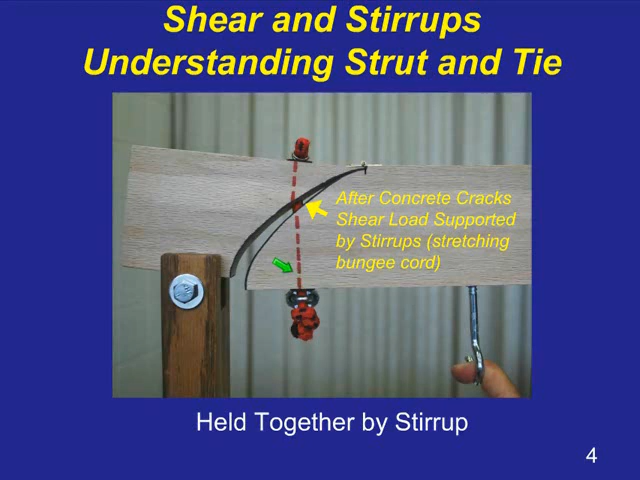 Shear and Stirrups
Understanding Strut and Tie
After Concrete Cracks
Shear Load Supported
by Stirrups (stretching
bungee cord)
Held Together by Stirrup
4